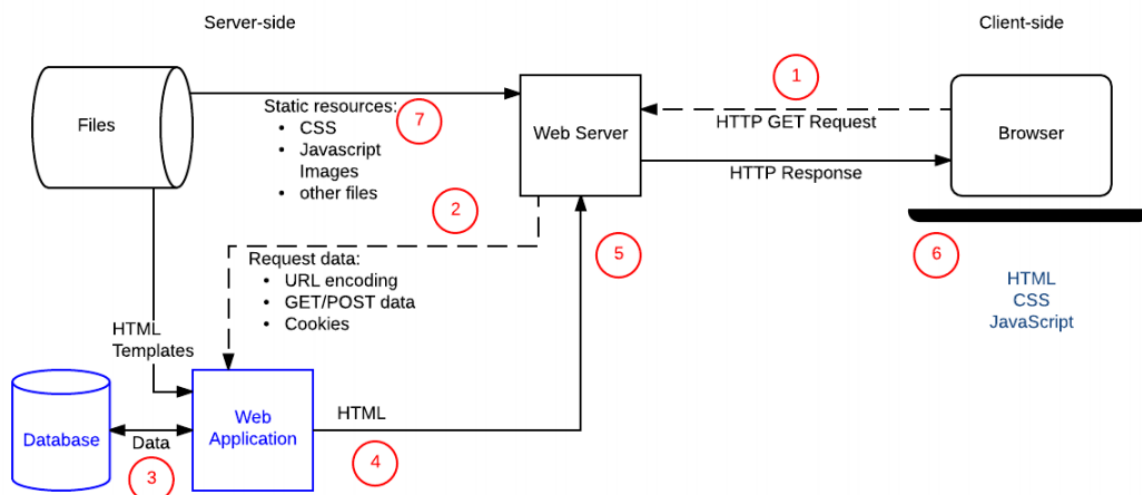 Server-side
Client-side
Files
Static resources:
• CSS
• Javascript
Images
• other files
7
Web Server
1
HTTP GET Request
HTTP Response
Browser
2
Request data:
• URL encoding
• GET/POST data
• Cookies
5
6
HTML
CSS
JavaScript
HTML
Templates
Database
Data
3
Web
Application
HTML
4